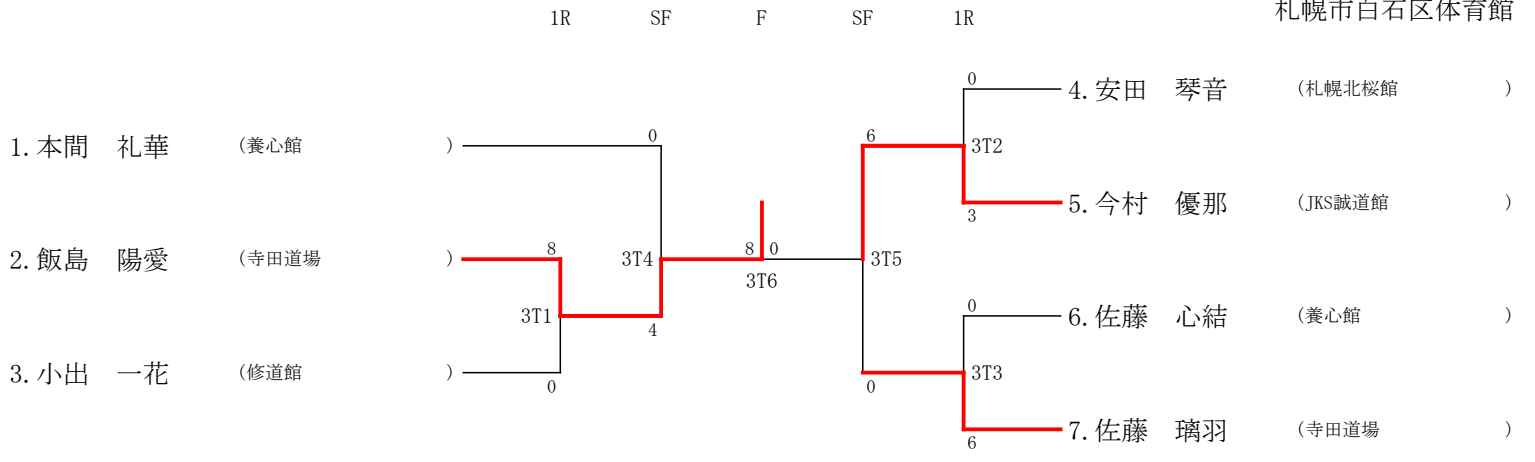 札幌市白石区体育館
1R SF F SF 1R
0
4.安田 琴音 (札幌北桜館 )
1.本間 礼華 (養心館 ) 0 6 3T2
5.今村 優那 (JKS誠道館 )
3
2.飯島 陽愛 (寺田道場 ) 8 3T4 8 0 3T5
3T6
0
6.佐藤 心結 (養心館 )
3T1 4
3.小出 一花 (修道館 ) 0 0 3T3
7.佐藤 璃羽 (寺田道場 )
6